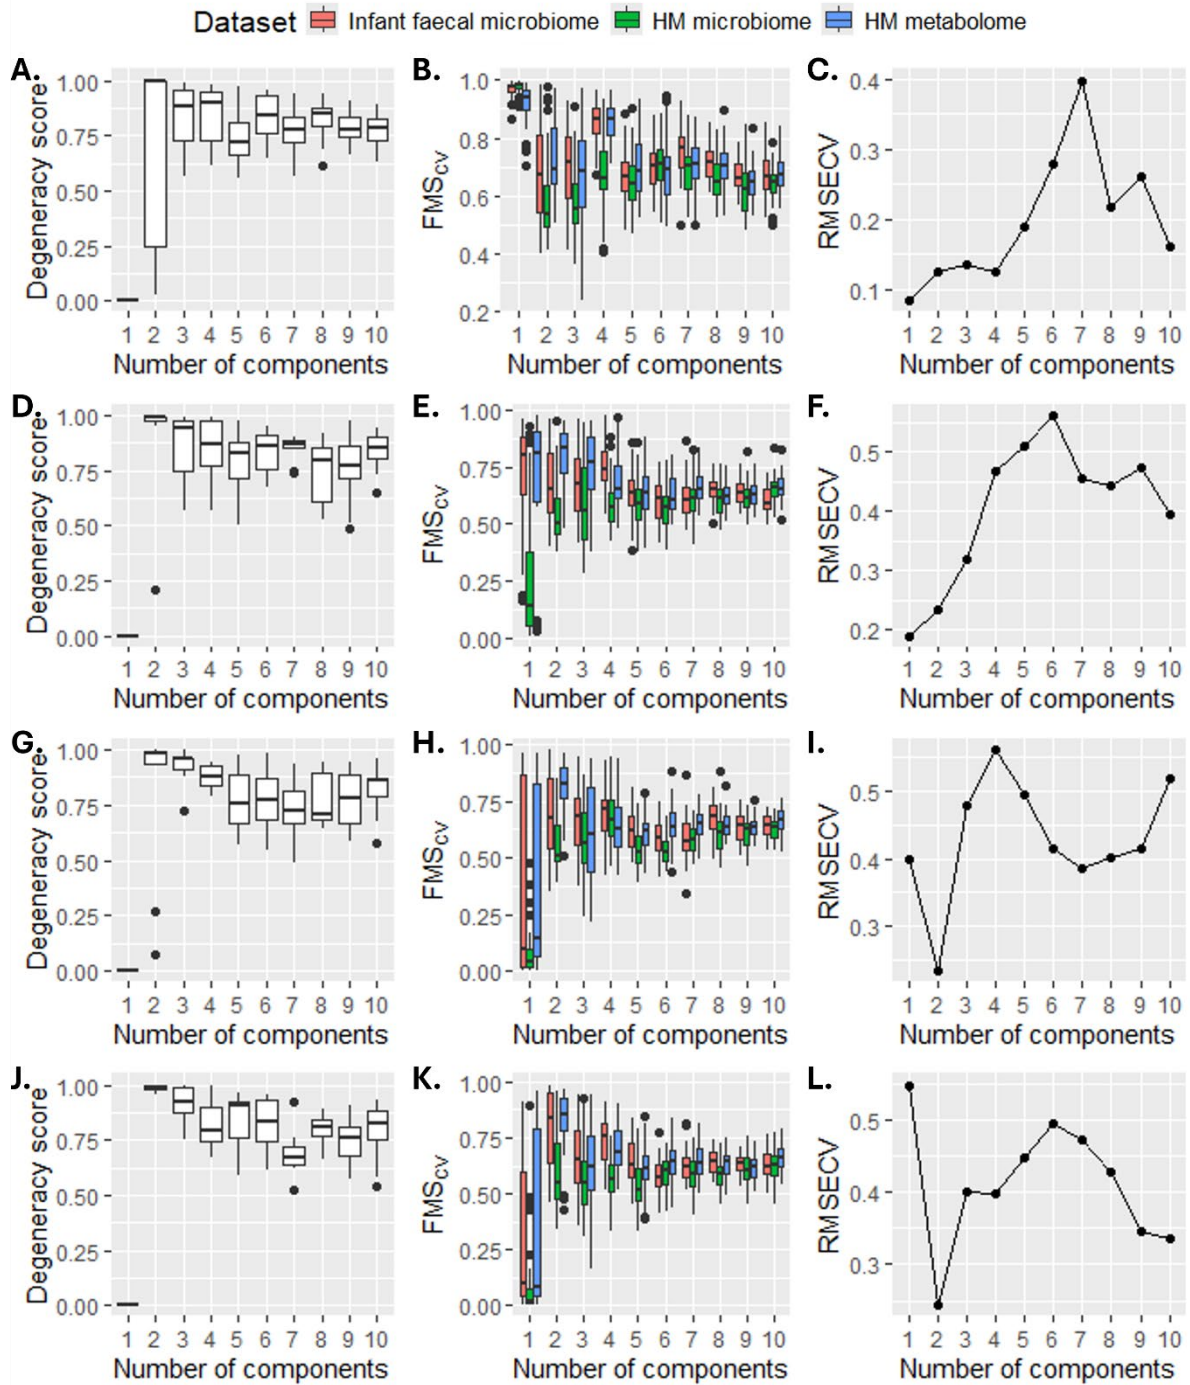 Dataset Infant faecal microbiome HM microbiome HM metabolome
A.
Degeneracy score
1.00
0.75
0.50
0.25
0.00
1 2 3 4 5 6 7 8 9 10
Number of components
B.
FMSCV
1.0
0.8
0.6
0.4
0.2
1 2 3 4 5 6 7 8 9 10
Number of components
C.
RMSECV
0.4
0.3
0.2
0.1
1 2 3 4 5 6 7 8 9 10
Number of components
D.
Degeneracy score
1.00
0.75
0.50
0.25
0.00
1 2 3 4 5 6 7 8 9 10
Number of components
E.
FMSCV
1.00
0.75
0.50
0.25
0.00
1 2 3 4 5 6 7 8 9 10
Number of components
F.
RMSECV
0.5
0.4
0.3
0.2
1 2 3 4 5 6 7 8 9 10
Number of components
G.
Degeneracy score
1.00
0.75
0.50
0.25
0.00
1 2 3 4 5 6 7 8 9 10
Number of components
H.
FMSCV
1.00
0.75
0.50
0.25
0.00
1 2 3 4 5 6 7 8 9 10
Number of components
I.
RMSECV
0.5
0.4
0.3
1 2 3 4 5 6 7 8 9 10
Number of components
J.
Degeneracy score
1.00
0.75
0.50
0.25
0.00
1 2 3 4 5 6 7 8 9 10
Number of components
K.
FMSCV
1.00
0.75
0.50
0.25
0.00
1 2 3 4 5 6 7 8 9 10
Number of components
L.
RMSECV
0.5
0.4
0.3
1 2 3 4 5 6 7 8 9 10
Number of components